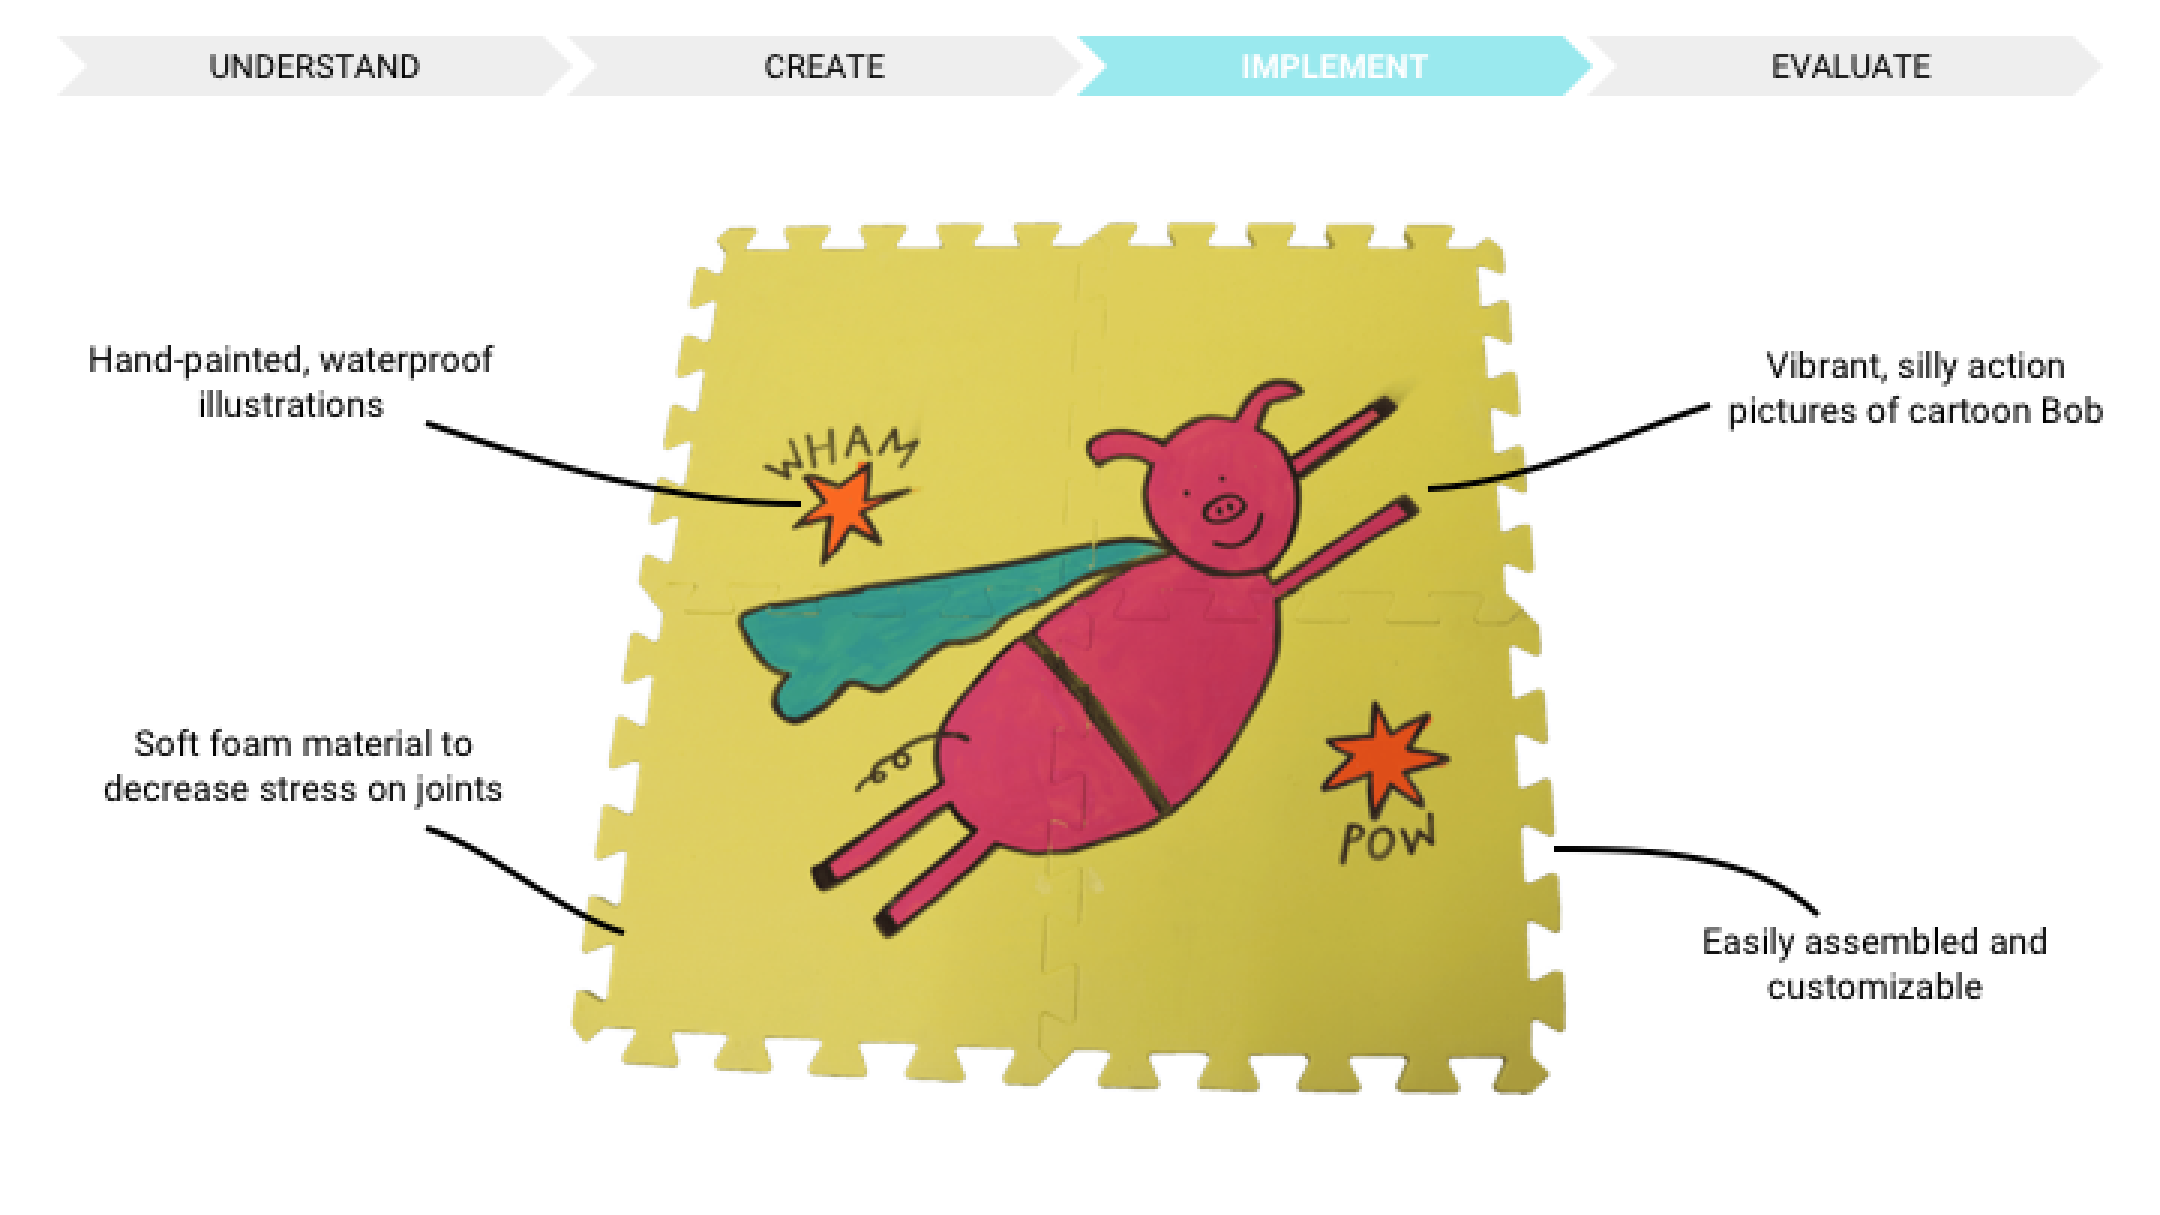 UNDERSTAND
CREATE
IMPLEMENT
EVALUATE
Hand-painted, waterproof
illustrations
Vibrant, silly action
pictures of cartoon Bob
WHAM
Soft foam material to
decrease stress on joints
POW
Easily assembled and
customizable